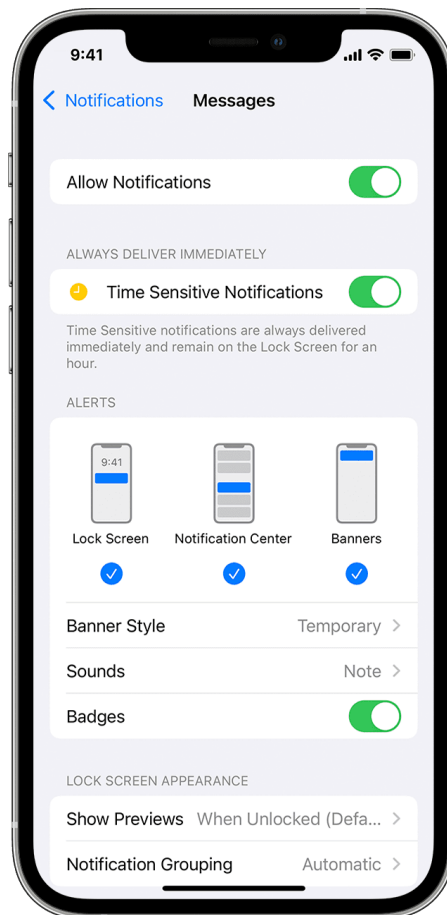 9:41
Notifications Messages
Allow Notifications
ALWAYS DELIVER IMMEDIATELY
Time Sensitive Notifications
Time Sensitive notifications are always delivered
immediately and remain on the Lock Screen for an
hour.
ALERTS
9:41
Lock Screen Notification Center Banners
Banner Style Temporary
Sounds Note
Badges
LOCK SCREEN APPEARANCE
Show Previews When Unlocked (Defa...
Notification Grouping Automatic